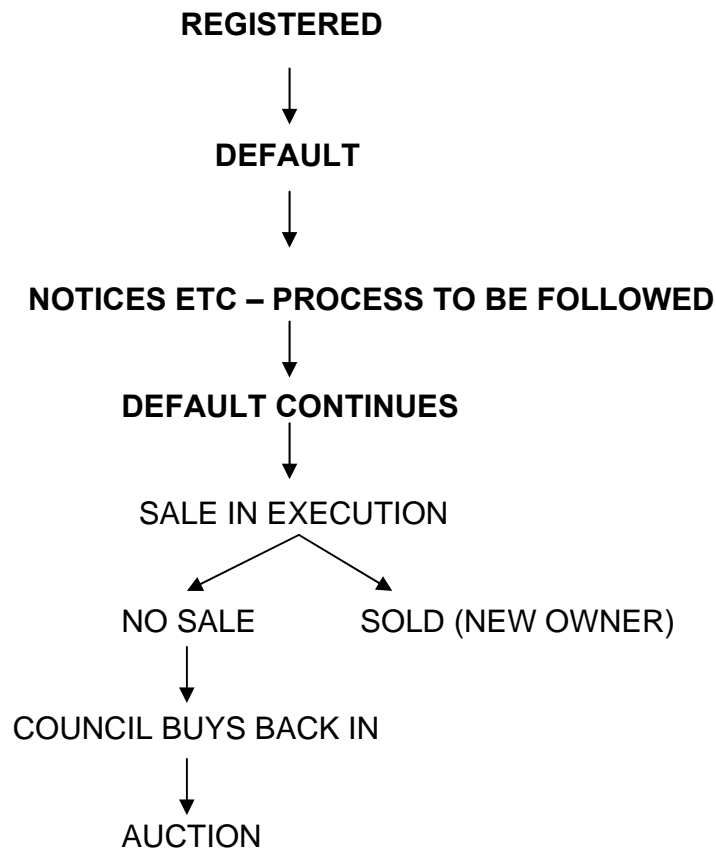 REGISTERED
DEFAULT
NOTICES ETC – PROCESS TO BE FOLLOWED
DEFAULT CONTINUES
SALE IN EXECUTION
NO SALE
SOLD (NEW OWNER)
COUNCIL BUYS BACK IN
AUCTION